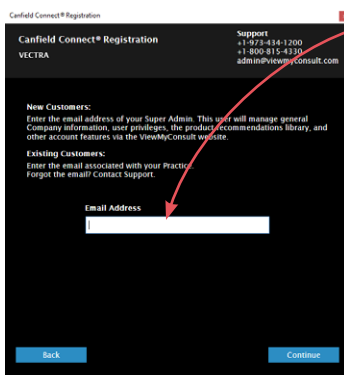 Canfield Connect® Registration
Canfield Connect® Registration
VECTRA
Support
+1-973-434-1200
+1-800-815-4330
admin@viewmyconsult.com
New Customers:
Enter the email address of your Super Admin. This user will manage general
Company information, user privileges, the product recommendations library, and
other account features via the ViewMyConsult website.
Existing Customers:
Enter the email associated with your Practice.
Forgot the email? Contact Support.
Email Address
Back
Continue